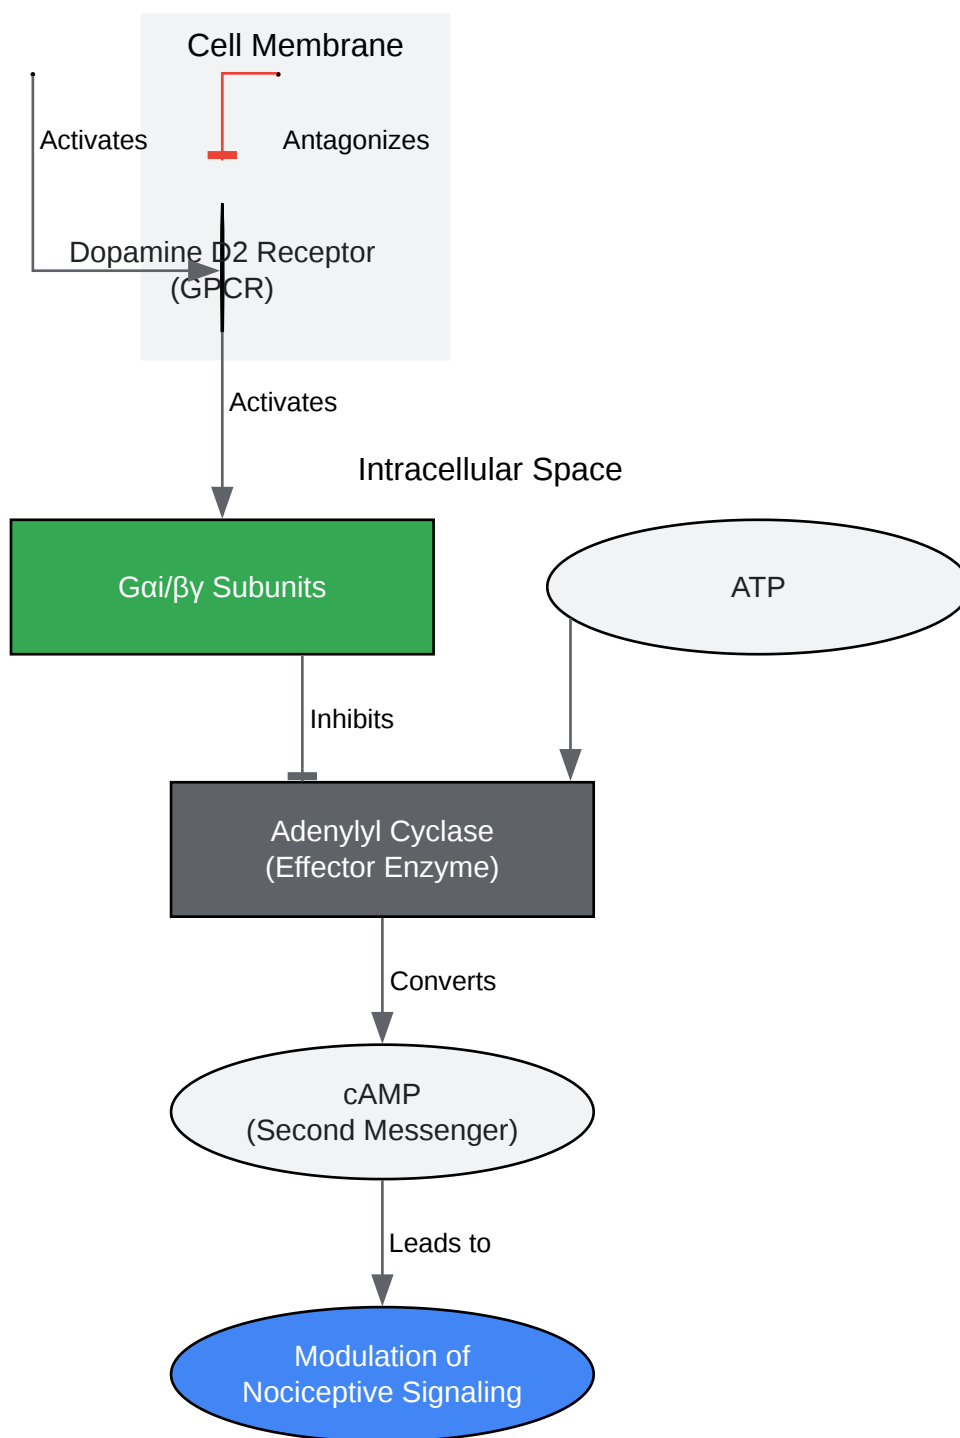 Cell Membrane
Activates
Antagonizes
Dopamine D2 Receptor
(GPCR)
Activates
Intracellular Space
Gαi/βγ Subunits
ATP
Inhibits
Adenylyl Cyclase
(Effector Enzyme)
Converts
cAMP
(Second Messenger)
Leads to
Modulation of
Nociceptive Signaling